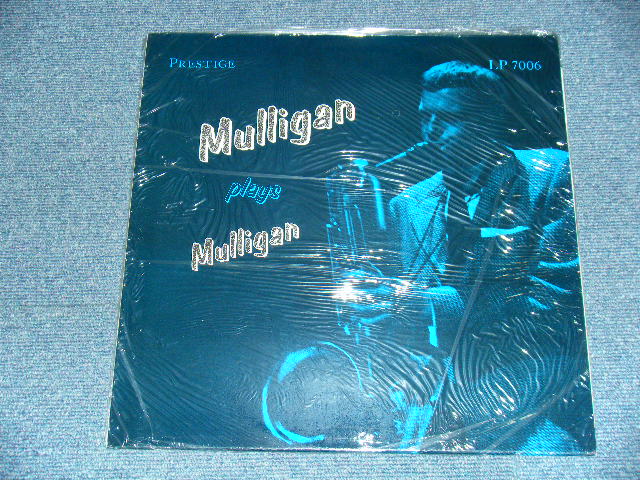 PRESTIGE
LP 7006
Mulligan
plays
Mulligan